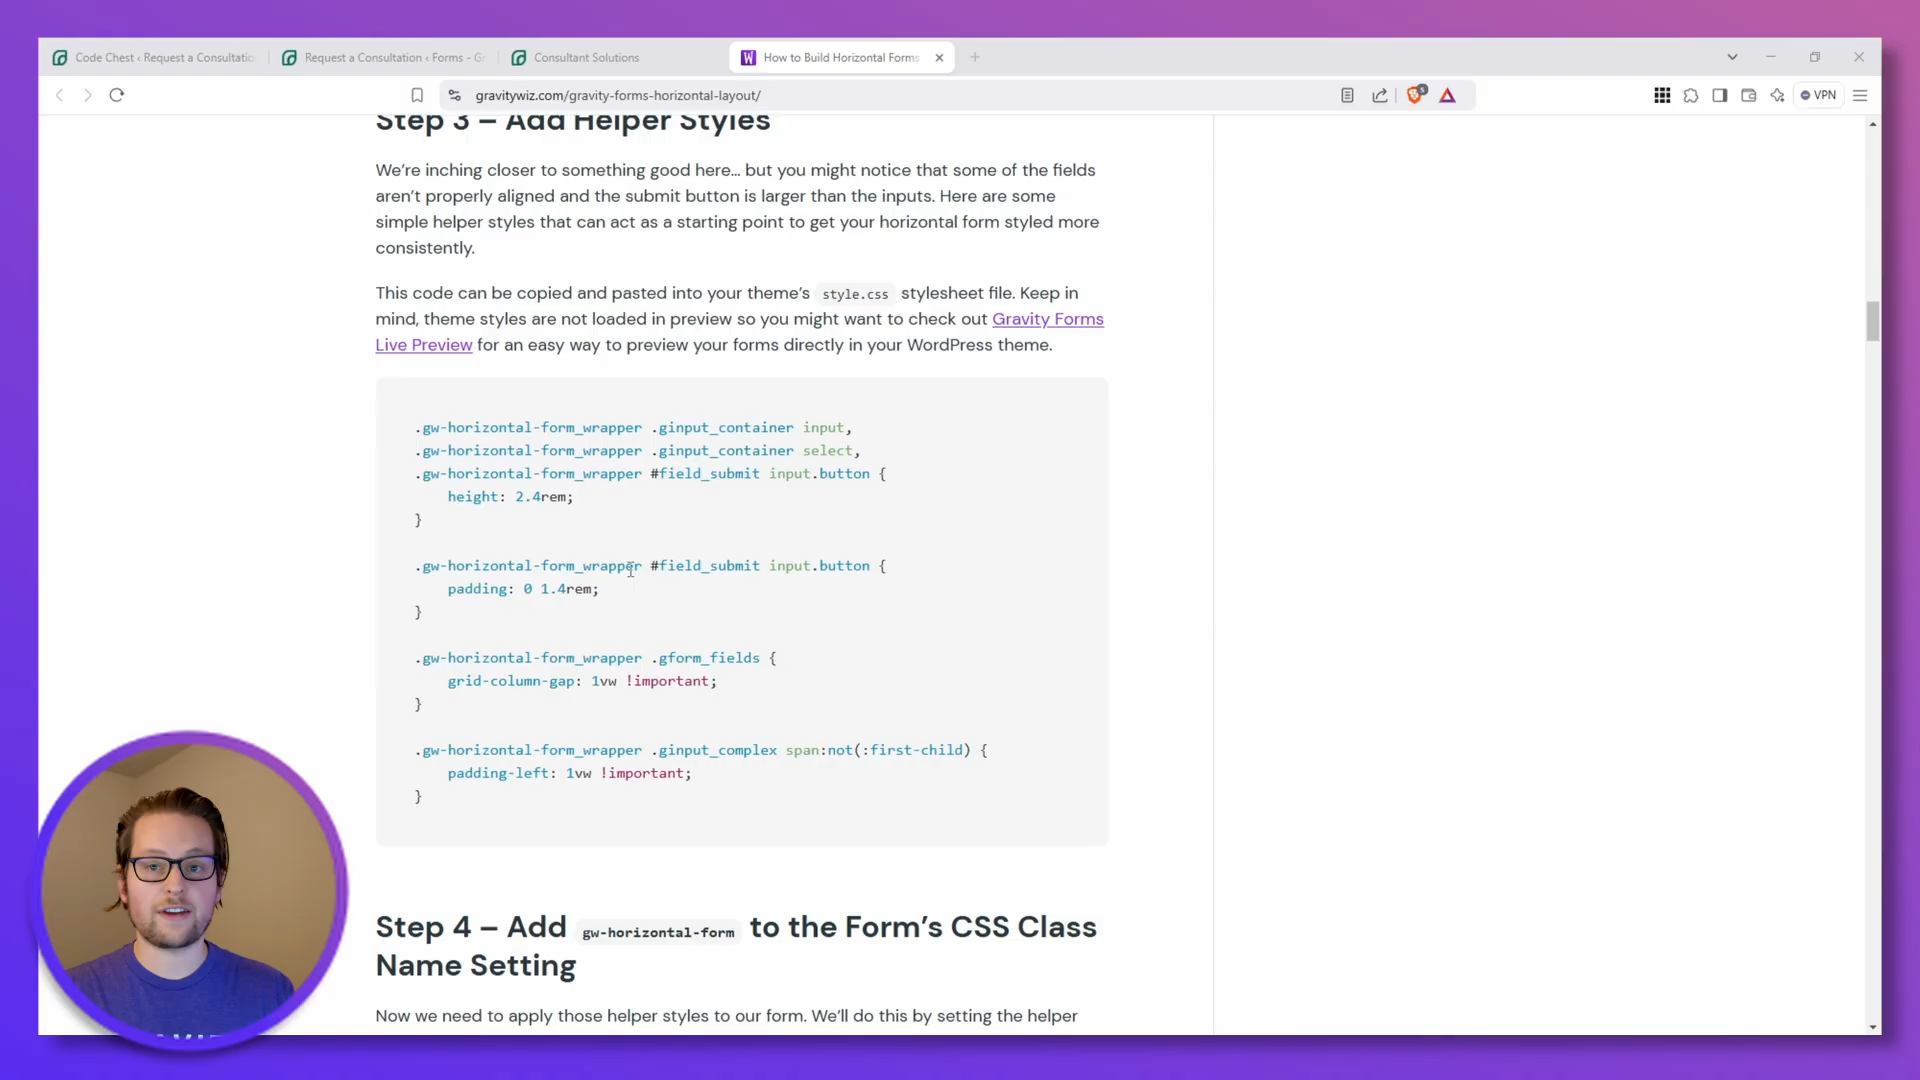 Code Chest ‹ Request a Consultatio
Request a Consultation ‹ Forms - Gr
Consultant Solutions
How to Build Horizontal Forms
gravitywiz.com/gravity-forms-horizontal-layout/
VPN
Step 3 – Add Helper Styles
We’re inching closer to something good here… but you might notice that some of the fields
aren’t properly aligned and the submit button is larger than the inputs. Here are some
simple helper styles that can act as a starting point to get your horizontal form styled more
consistently.
This code can be copied and pasted into your theme’s style.css stylesheet file. Keep in
mind, theme styles are not loaded in preview so you might want to check out Gravity Forms
Live Preview for an easy way to preview your forms directly in your WordPress theme.
.gw-horizontal-form_wrapper .ginput_container input,
.gw-horizontal-form_wrapper .ginput_container select,
.gw-horizontal-form_wrapper #field_submit input.button {
height: 2.4rem;
}
.gw-horizontal-form_wrapper #field_submit input.button {
padding: 0 1.4rem;
}
.gw-horizontal-form_wrapper .gform_fields {
grid-column-gap: 1vw !important;
}
.gw-horizontal-form_wrapper .ginput_complex span:not(:first-child) {
padding-left: 1vw !important;
}
Step 4 – Add gw-horizontal-form to the Form’s CSS Class
Name Setting
Now we need to apply those helper styles to our form. We’ll do this by setting the helper